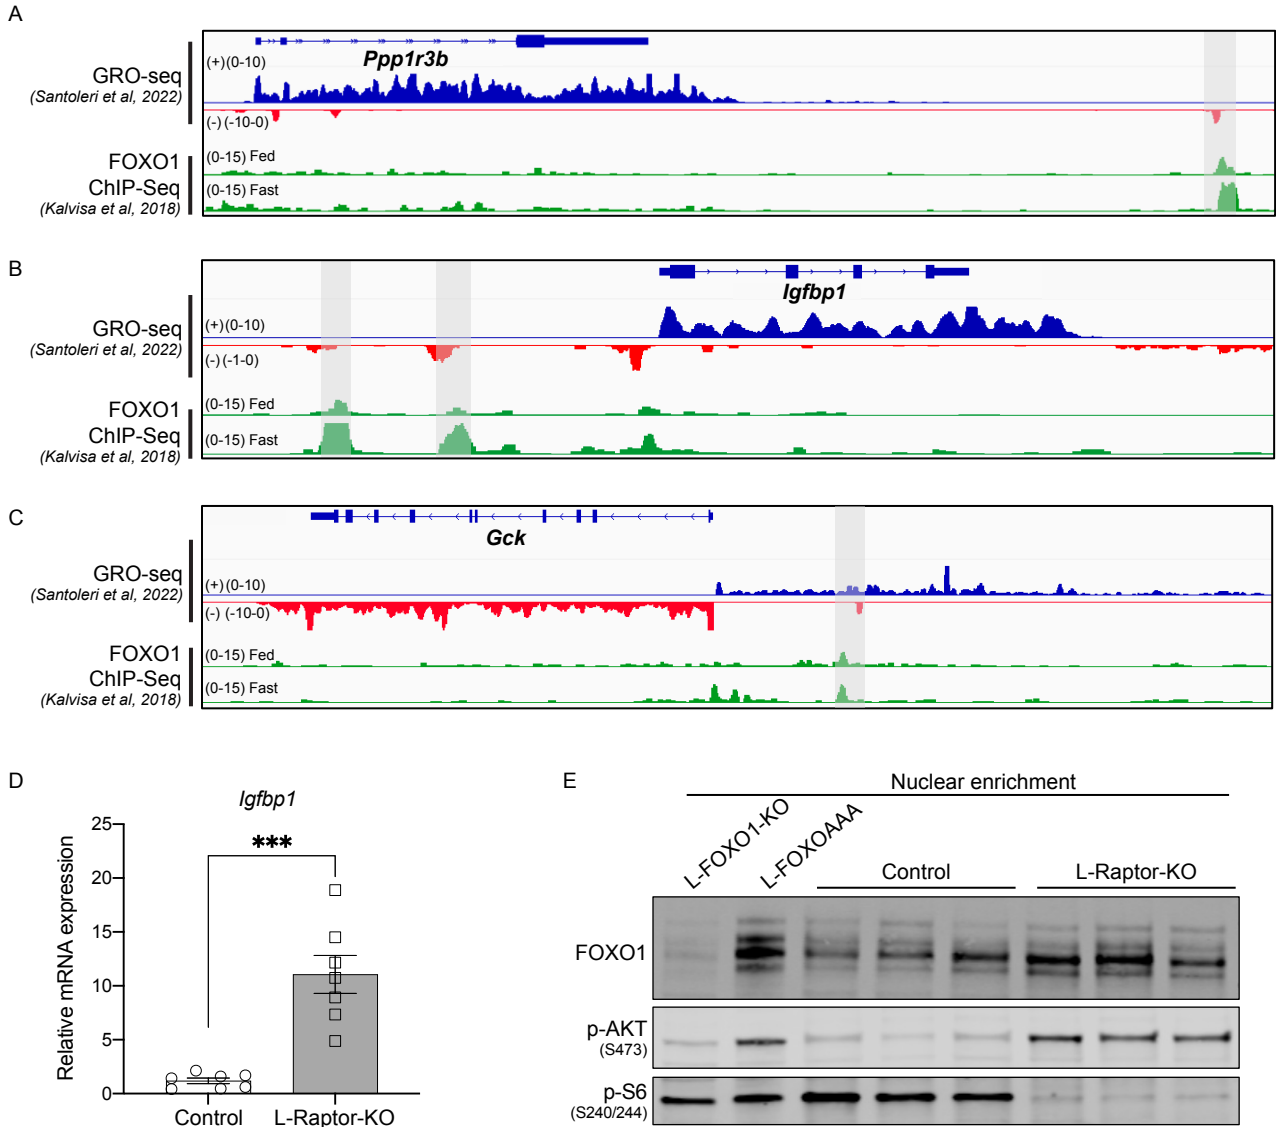 A
GRO-seq
(Santoleri et al, 2022)
(+)(0-10)
Ppp1r3b
(-)(-10-0)
FOXO1
ChIP-Seq
(Kalvisa et al, 2018)
(0-15) Fed
(0-15) Fast
B
GRO-seq
(Santoleri et al, 2022)
Igfbp1
(+)(0-10)
(-)(-1-0)
FOXO1
ChIP-Seq
(Kalvisa et al, 2018)
(0-15) Fed
(0-15) Fast
C
Gck
GRO-seq
(Santoleri et al, 2022)
(+)(0-10)
(-) (-10-0)
FOXO1
ChIP-Seq
(Kalvisa et al, 2018)
(0-15) Fed
(0-15) Fast
D
Igfbp1
Relative mRNA expression
25
20
15
10
5
0
***
Control
L-Raptor-KO
E
Nuclear enrichment
L-FOXO1-KO
L-FOXOAAA
Control
L-Raptor-KO
FOXO1
p-AKT
(S473)
p-S6
(S240/244)